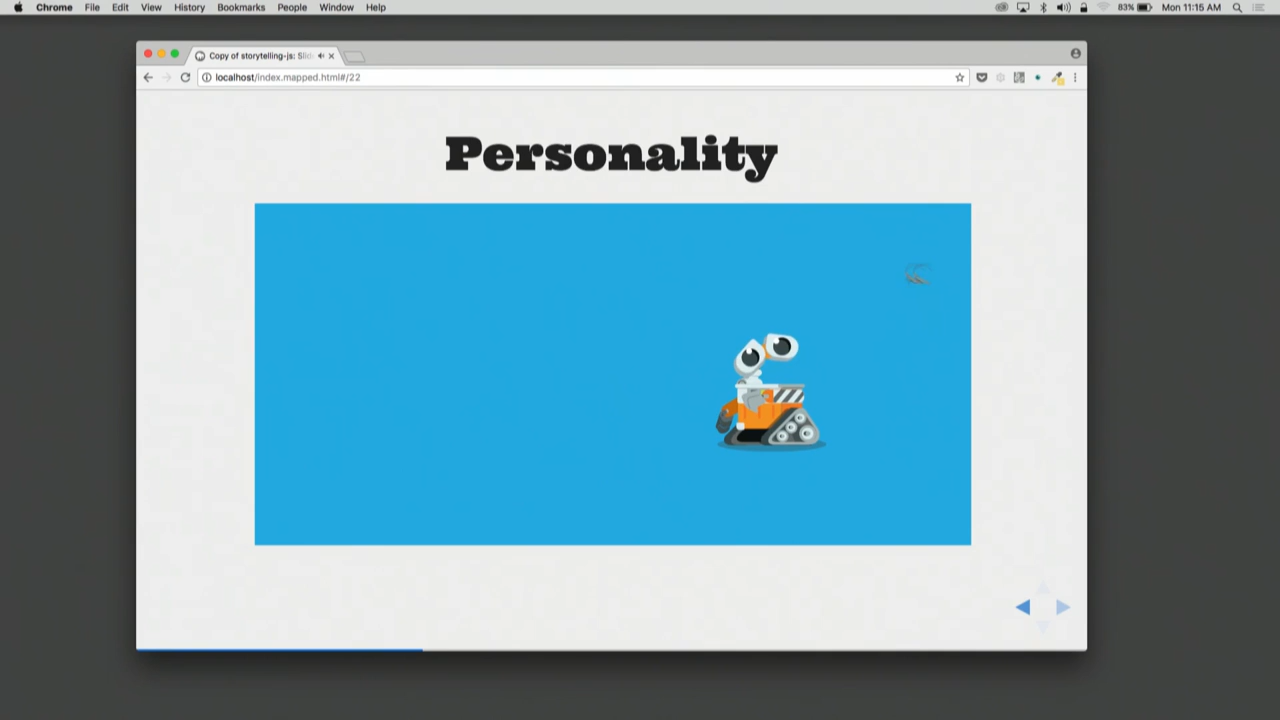 Chrome File Edit View History Bookmarks People Window Help 83% Mon 11:15 AM
Copy of storytelling-js: Slid
localhost/index.mapped.html#/22
Personality